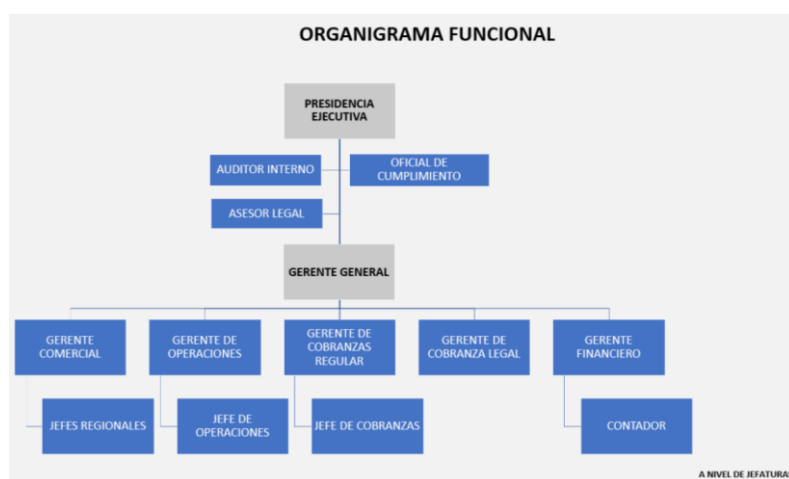 ORGANIGRAMA FUNCIONAL
PRESIDENCIA
EJECUTIVA
AUDITOR INTERNO
OFICIAL DE
CUMPLIMIENTO
ASESOR LEGAL
GERENTE GENERAL
GERENTE
COMERCIAL
GERENTE DE
OPERACIONES
GERENTE DE
COBRANZAS
REGULAR
GERENTE DE
COBRANZA LEGAL
GERENTE
FINANCIERO
JEFES REGIONALES
JEFE DE
OPERACIONES
JEFE DE COBRANZAS
CONTADOR
A NIVEL DE JEFATURAS